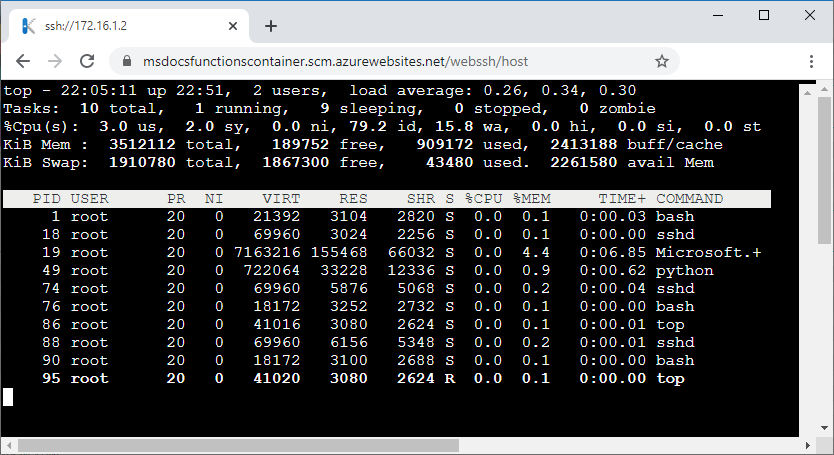 ssh://172.16.1.2
msdocsfunctionscontainer.scm.azurewebsites.net/webssh/host
top - 22:05:11 up 22:51,  2 users,  load average: 0.26, 0.34, 0.30
Tasks:  10 total,   1 running,   9 sleeping,   0 stopped,   0 zombie
%Cpu(s):  3.0 us,  2.0 sy,  0.0 ni, 79.2 id, 15.8 wa,  0.0 hi,  0.0 si,  0.0 st
KiB Mem :  3512112 total,   189752 free,   909172 used,  2413188 buff/cache
KiB Swap:  1910780 total,  1867300 free,    43480 used.  2261580 avail Mem
PID USER      PR  NI    VIRT    RES    SHR S %CPU %MEM     TIME+ COMMAND
1 root      20   0   21392   3104   2820 S  0.0  0.1   0:00.03 bash
18 root      20   0   69960   3024   2256 S  0.0  0.1   0:00.00 sshd
19 root      20   0 7163216 155468  66032 S  0.0  4.4   0:06.85 Microsoft.+
49 root      20   0  722064  33228  12336 S  0.0  0.9   0:00.62 python
74 root      20   0   69960   5876   5068 S  0.0  0.2   0:00.04 sshd
76 root      20   0   18172   3252   2732 S  0.0  0.1   0:00.00 bash
86 root      20   0   41016   3080   2624 S  0.0  0.1   0:00.01 top
88 root      20   0   69960   6156   5348 S  0.0  0.2   0:00.01 sshd
90 root      20   0   18172   3100   2688 S  0.0  0.1   0:00.00 bash
95 root      20   0   41020   3080   2624 R  0.0  0.1   0:00.00 top